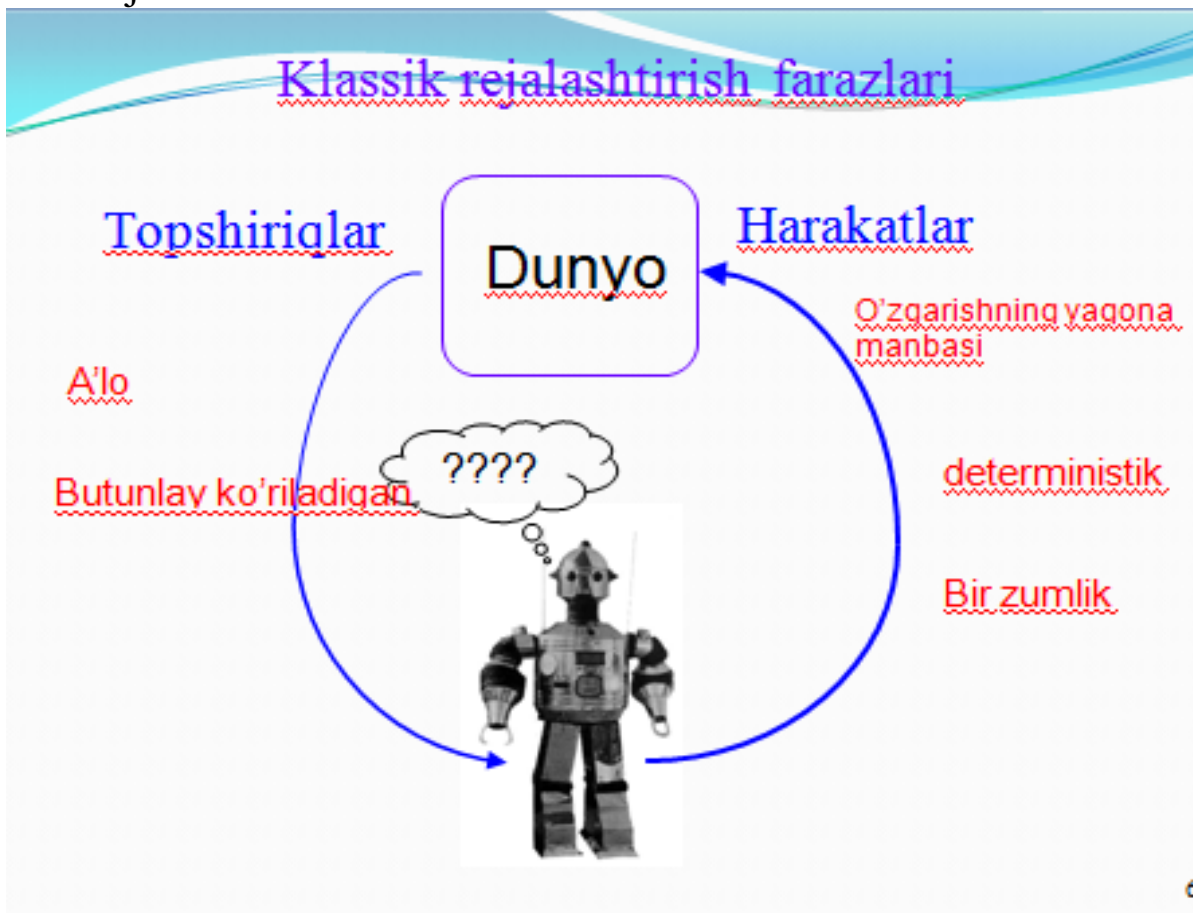 Klassik rejalashtirish farazlari
Topshiriqlar
Dunyo
Harakatlar
O'zgarishning yagona
manbasi
A'lo
????
Butunlay ko'riladigan
deterministik
Bir zumlik